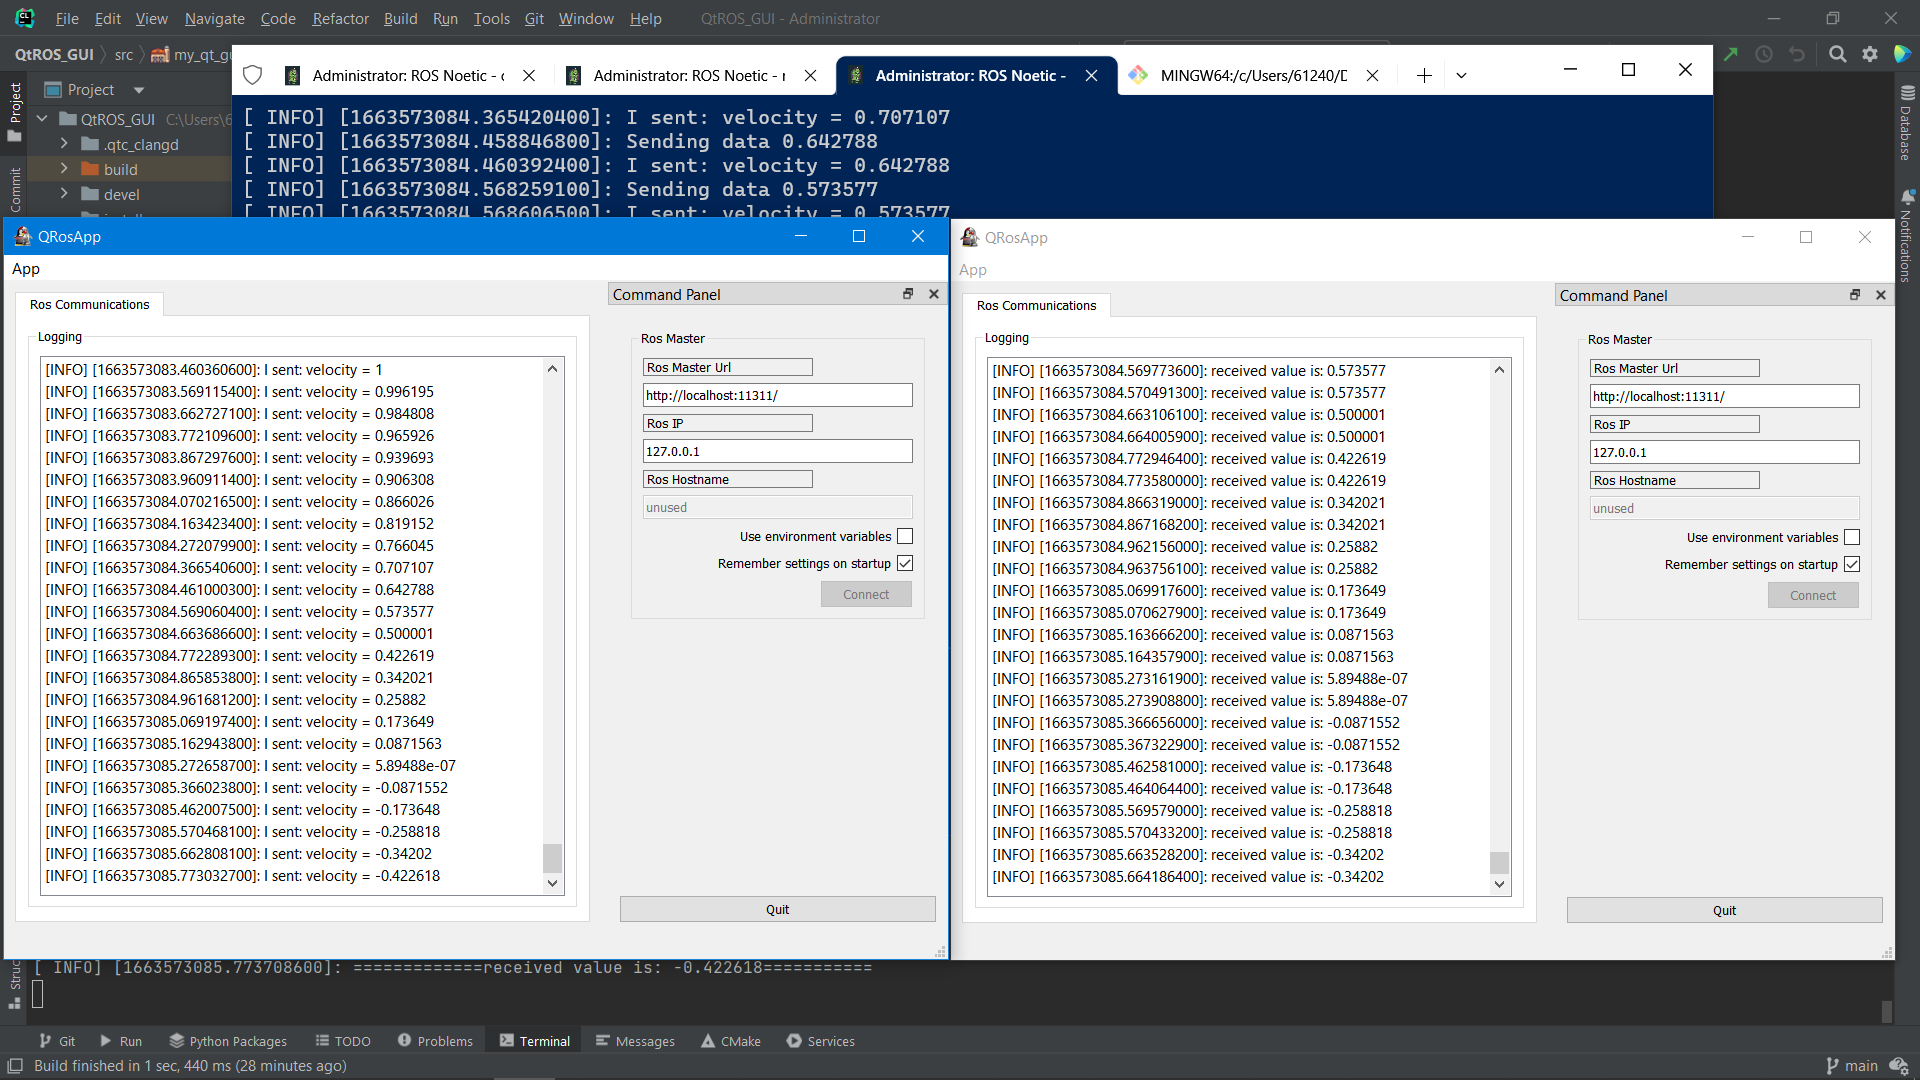 File Edit View Navigate Code Refactor Build Run Tools Git Window Help QtROS_GUI - Administrator
QtROS_GUI src my_qt_gu
Project
QtROS_GUI C:\Users\6
.qtc_clangd
build
devel
Project
Commit
Administrator: ROS Noetic - Administrator: ROS Noetic - Administrator: ROS Noetic - MINGW64:/c/Users/61240/D
[ INFO] [1663573084.365420400]: I sent: velocity = 0.707107
[ INFO] [1663573084.458846800]: Sending data 0.642788
[ INFO] [1663573084.460392400]: I sent: velocity = 0.642788
[ INFO] [1663573084.568259100]: Sending data 0.573577
[ INFO] [1663573084.568606500]: I sent: velocity = 0.573577
Database
Notifications
QRosApp
App
Ros Communications
Logging
[INFO] [1663573083.460360600]: I sent: velocity = 1
[INFO] [1663573083.569115400]: I sent: velocity = 0.996195
[INFO] [1663573083.662727100]: I sent: velocity = 0.984808
[INFO] [1663573083.772109600]: I sent: velocity = 0.965926
[INFO] [1663573083.867297600]: I sent: velocity = 0.939693
[INFO] [1663573083.960911400]: I sent: velocity = 0.906308
[INFO] [1663573084.070216500]: I sent: velocity = 0.866026
[INFO] [1663573084.163423400]: I sent: velocity = 0.819152
[INFO] [1663573084.272079900]: I sent: velocity = 0.766045
[INFO] [1663573084.366540600]: I sent: velocity = 0.707107
[INFO] [1663573084.461000300]: I sent: velocity = 0.642788
[INFO] [1663573084.569060400]: I sent: velocity = 0.573577
[INFO] [1663573084.663686600]: I sent: velocity = 0.500001
[INFO] [1663573084.772289300]: I sent: velocity = 0.422619
[INFO] [1663573084.865853800]: I sent: velocity = 0.342021
[INFO] [1663573084.961681200]: I sent: velocity = 0.25882
[INFO] [1663573085.069197400]: I sent: velocity = 0.173649
[INFO] [1663573085.162943800]: I sent: velocity = 0.0871563
[INFO] [1663573085.272658700]: I sent: velocity = 5.89488e-07
[INFO] [1663573085.366023800]: I sent: velocity = -0.0871552
[INFO] [1663573085.462007500]: I sent: velocity = -0.173648
[INFO] [1663573085.570468100]: I sent: velocity = -0.258818
[INFO] [1663573085.662808100]: I sent: velocity = -0.34202
[INFO] [1663573085.773032700]: I sent: velocity = -0.422618
Command Panel
Ros Master
Ros Master Url
http://localhost:11311/
Ros IP
127.0.0.1
Ros Hostname
unused
Use environment variables
Remember settings on startup
Connect
Quit
QRosApp
App
Ros Communications
Logging
[INFO] [1663573084.569773600]: received value is: 0.573577
[INFO] [1663573084.570491300]: received value is: 0.573577
[INFO] [1663573084.663106100]: received value is: 0.500001
[INFO] [1663573084.664005900]: received value is: 0.500001
[INFO] [1663573084.772946400]: received value is: 0.422619
[INFO] [1663573084.773580000]: received value is: 0.422619
[INFO] [1663573084.866319000]: received value is: 0.342021
[INFO] [1663573084.867168200]: received value is: 0.342021
[INFO] [1663573084.962156000]: received value is: 0.25882
[INFO] [1663573084.963756100]: received value is: 0.25882
[INFO] [1663573085.069917600]: received value is: 0.173649
[INFO] [1663573085.070627900]: received value is: 0.173649
[INFO] [1663573085.163666200]: received value is: 0.0871563
[INFO] [1663573085.164357900]: received value is: 0.0871563
[INFO] [1663573085.273161900]: received value is: 5.89488e-07
[INFO] [1663573085.273908800]: received value is: 5.89488e-07
[INFO] [1663573085.366656000]: received value is: -0.0871552
[INFO] [1663573085.367322900]: received value is: -0.0871552
[INFO] [1663573085.462581000]: received value is: -0.173648
[INFO] [1663573085.464064400]: received value is: -0.173648
[INFO] [1663573085.569579000]: received value is: -0.258818
[INFO] [1663573085.570433200]: received value is: -0.258818
[INFO] [1663573085.663528200]: received value is: -0.34202
[INFO] [1663573085.664186400]: received value is: -0.34202
Command Panel
Ros Master
Ros Master Url
http://localhost:11311/
Ros IP
127.0.0.1
Ros Hostname
unused
Use environment variables
Remember settings on startup
Connect
Quit
Struc
[ INFO] [1663573085.773708600]: =============received value is: -0.422618===========
Git Run Python Packages TODO Problems Terminal Messages CMake Services
Build finished in 1 sec, 440 ms (28 minutes ago) main